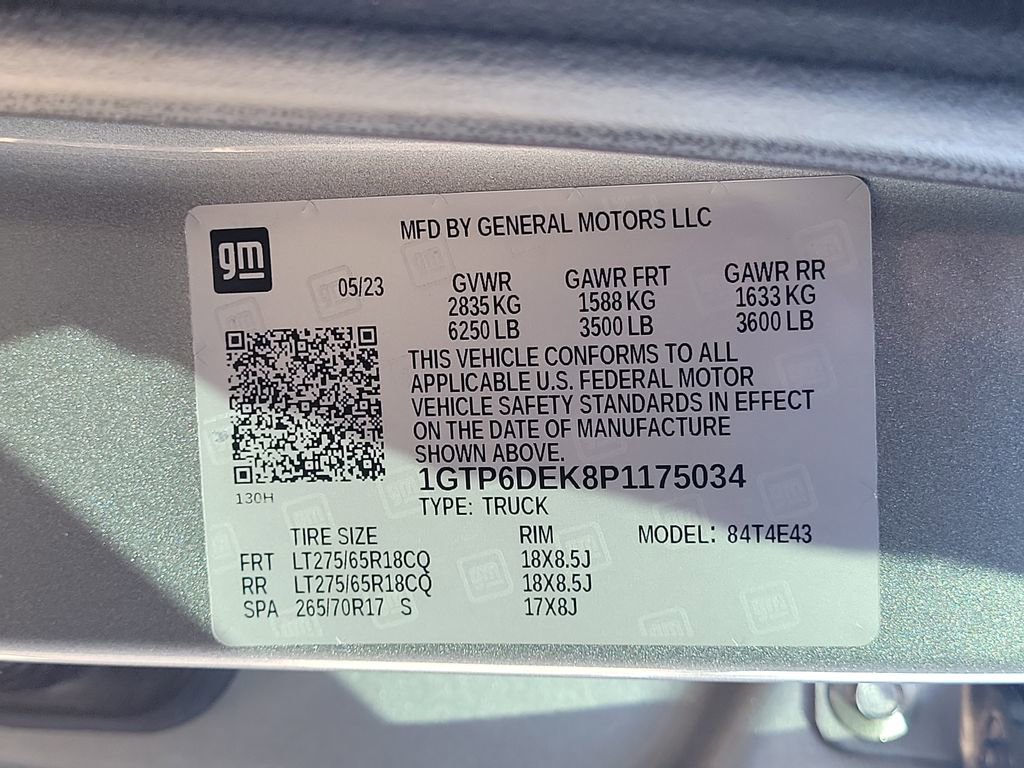 gm
MFD BY GENERAL MOTORS LLC
05/23 GVWR GAWR FRT GAWR RR
2835 KG 1588 KG 1633 KG
6250 LB 3500 LB 3600 LB
THIS VEHICLE CONFORMS TO ALL
APPLICABLE U.S. FEDERAL MOTOR
VEHICLE SAFETY STANDARDS IN EFFECT
ON THE DATE OF MANUFACTURE
SHOWN ABOVE.
1GTP6DEK8P1175034
130H
TYPE: TRUCK
TIRE SIZE RIM MODEL: 84T4E43
FRT LT275/65R18CQ 18X8.5J
RR LT275/65R18CQ 18X8.5J
SPA 265/70R17 S 17X8J